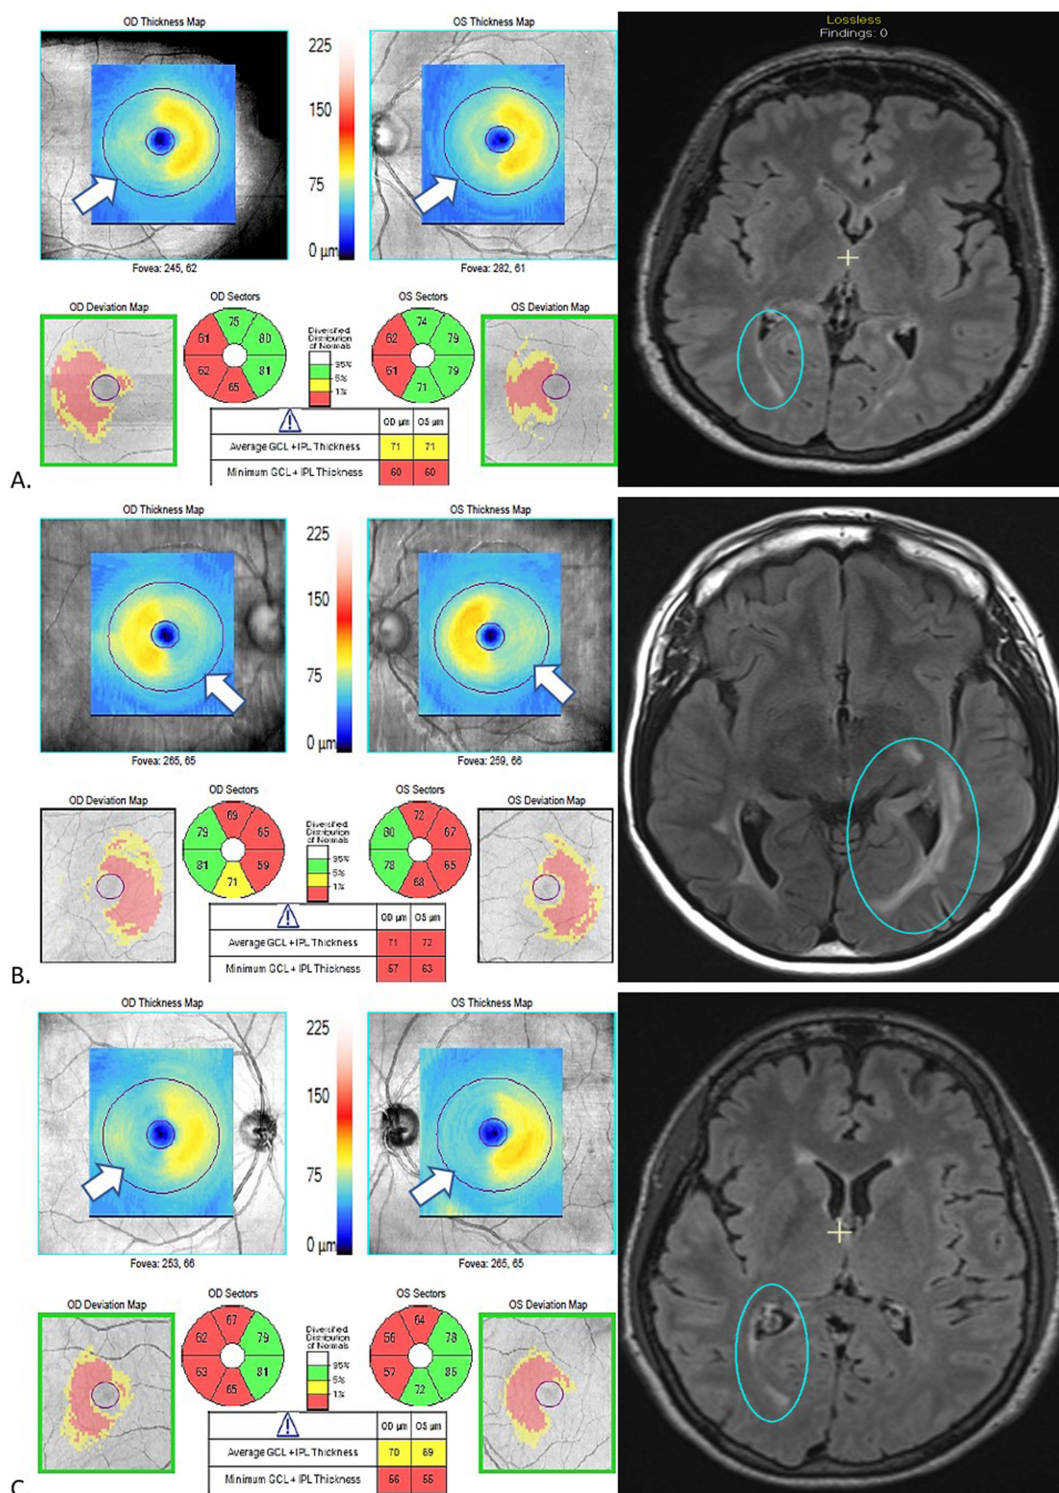 OD Thickness Map
OS Thickness Map
Lossless
Findings: 0
225
150
75
0 µm
Fovea: 245, 62
Fovea: 282, 61
OD Deviation Map
OD Sectors
OS Sectors
OS Deviation Map
Diversified
Distribution
of Normals
95%
5%
1%
75
61
80
62
81
65
74
62
79
61
79
71
OD µm OS µm
Average GCL + IPL Thickness 71 71
Minimum GCL + IPL Thickness 60 60
A.
OD Thickness Map
OS Thickness Map
225
150
75
0 µm
Fovea: 265, 65
Fovea: 259, 66
OD Deviation Map
OD Sectors
OS Sectors
OS Deviation Map
Diversified
Distribution
of Normals
95%
5%
1%
69
79
65
81
59
71
72
80
67
78
65
68
OD µm OS µm
Average GCL + IPL Thickness 71 72
Minimum GCL + IPL Thickness 57 63
B.
OD Thickness Map
OS Thickness Map
225
150
75
0 µm
Fovea: 253, 66
Fovea: 265, 65
OD Deviation Map
OD Sectors
OS Sectors
OS Deviation Map
Diversified
Distribution
of Normals
95%
5%
1%
67
62
79
81
65
64
56
78
57
72
OD µm OS µm
Average GCL + IPL Thickness 70 69
Minimum GCL + IPL Thickness 56 55
C.